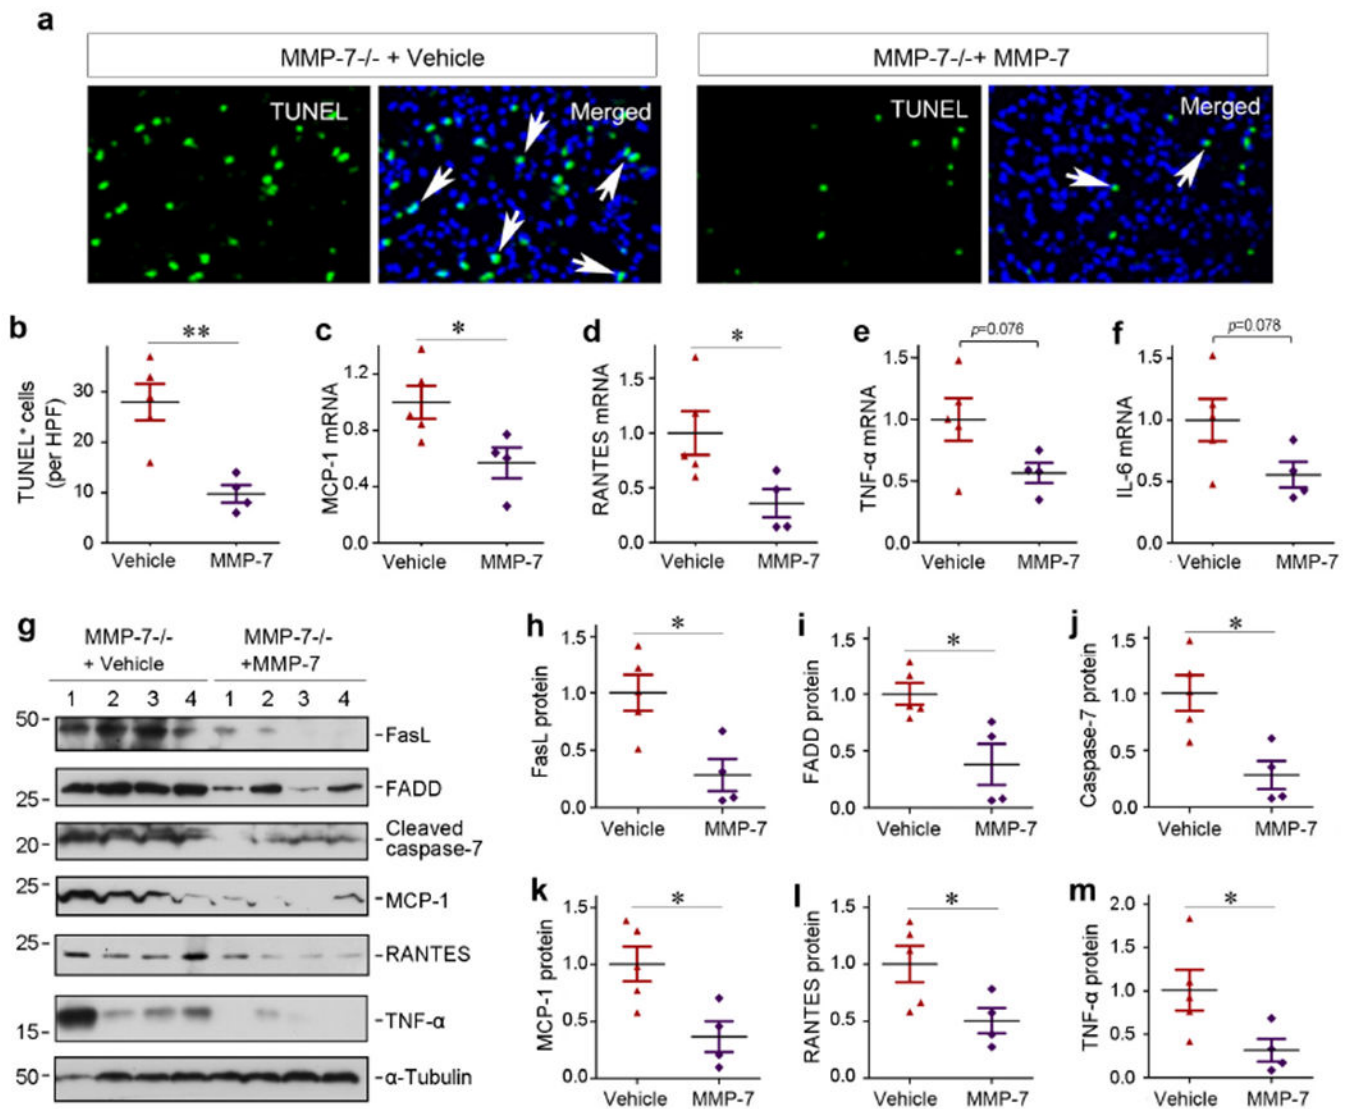 a
MMP-7-/- + Vehicle
MMP-7-/-+ MMP-7
TUNEL
Merged
TUNEL
Merged
b
**
TUNEL+ cells
(per HPF)
30
20
10
0
Vehicle
MMP-7
c
*
MCP-1 mRNA
1.2
0.8
0.4
0.0
Vehicle
MMP-7
d
*
RANTES mRNA
1.5
1.0
0.5
0.0
Vehicle
MMP-7
e
p=0.076
TNF-α mRNA
1.5
1.0
0.5
0.0
Vehicle
MMP-7
f
p=0.078
IL-6 mRNA
1.5
1.0
0.5
0.0
Vehicle
MMP-7
g
MMP-7-/-
+ Vehicle
MMP-7-/-
+MMP-7
1 2 3 4 1 2 3 4
50
FasL
25
FADD
20
Cleaved
caspase-7
25
MCP-1
25
RANTES
15
TNF-α
50
α-Tubulin
h
*
FasL protein
1.5
1.0
0.5
0.0
Vehicle
MMP-7
i
*
FADD protein
1.5
1.0
0.5
0.0
Vehicle
MMP-7
j
*
Caspase-7 protein
1.5
1.0
0.5
0.0
Vehicle
MMP-7
k
*
MCP-1 protein
1.5
1.0
0.5
0.0
Vehicle
MMP-7
l
*
RANTES protein
1.5
1.0
0.5
0.0
Vehicle
MMP-7
m
*
TNF-α protein
2.0
1.5
1.0
0.5
0.0
Vehicle
MMP-7